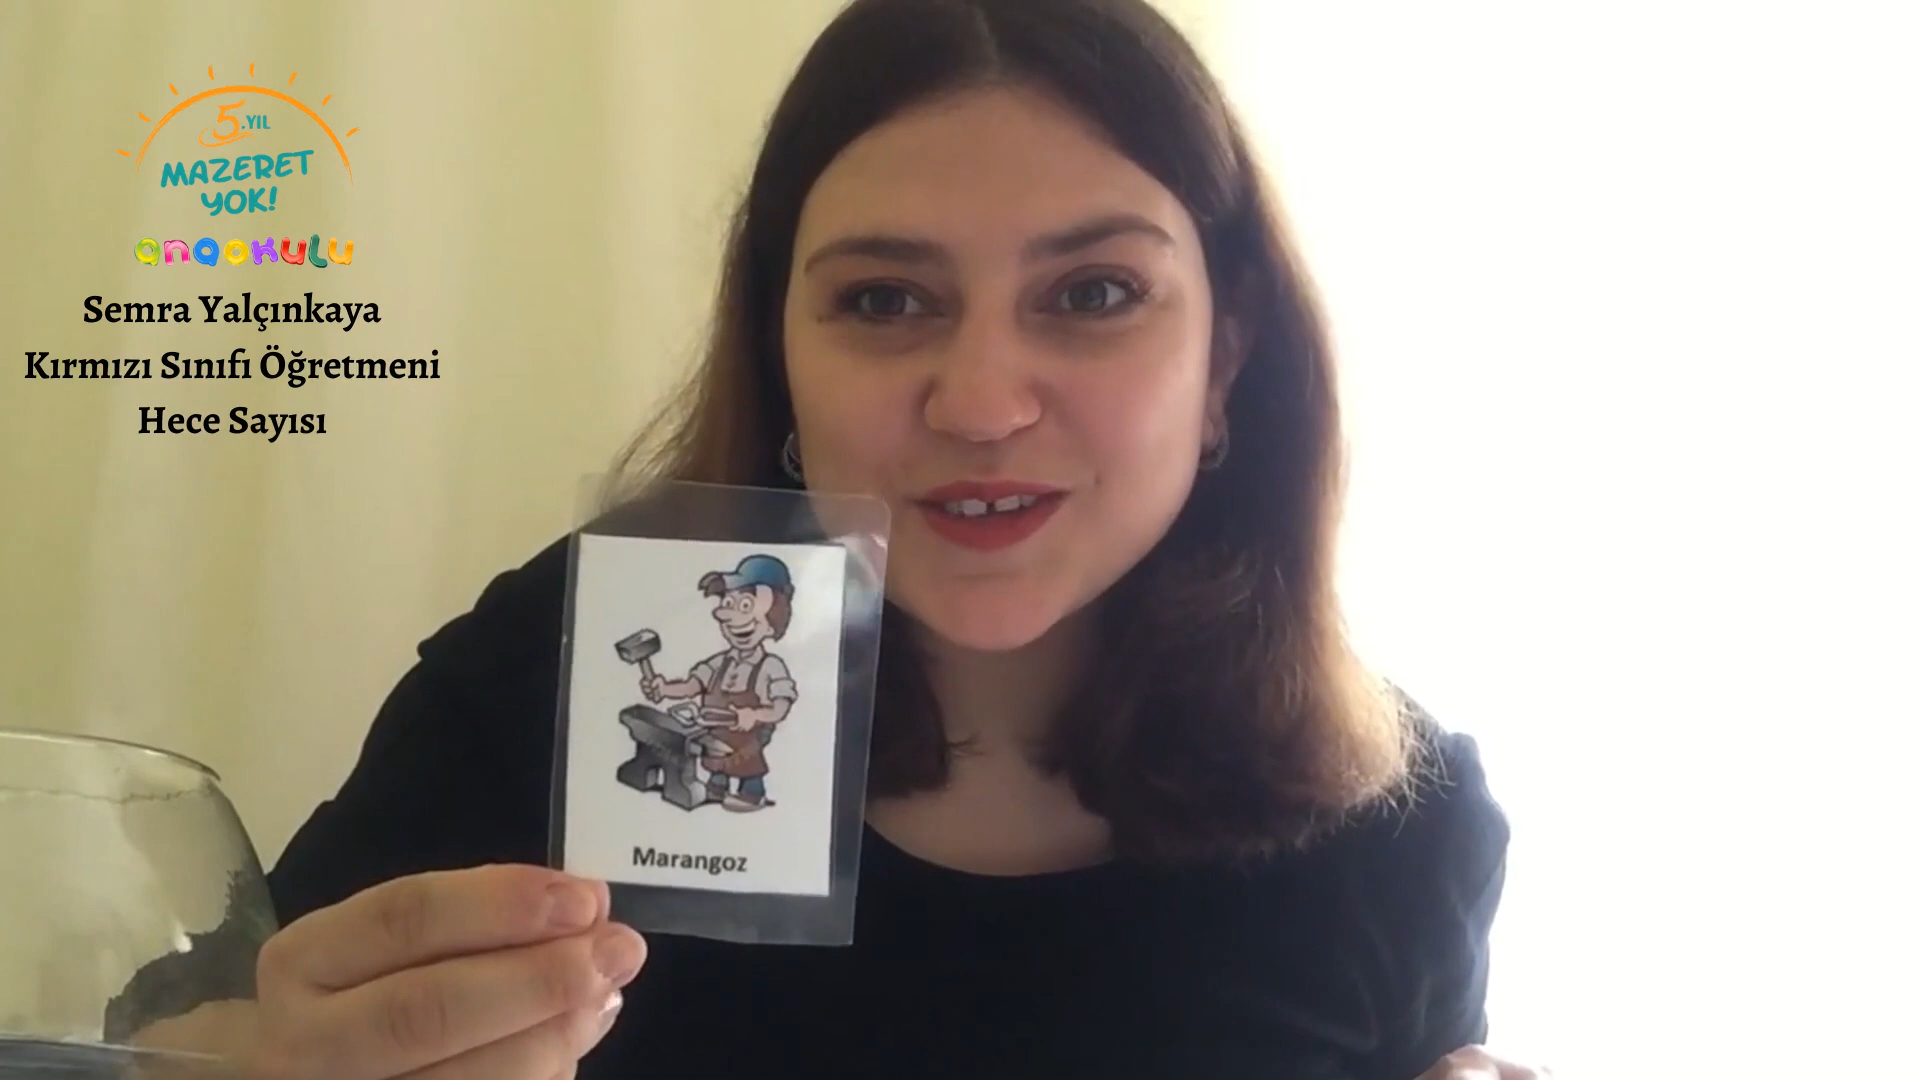 5.YIL
MAZERET
YOK!
anaokulu
Semra Yalçınkaya
Kırmızı Sınıfı Öğretmeni
Hece Sayısı
Marangoz